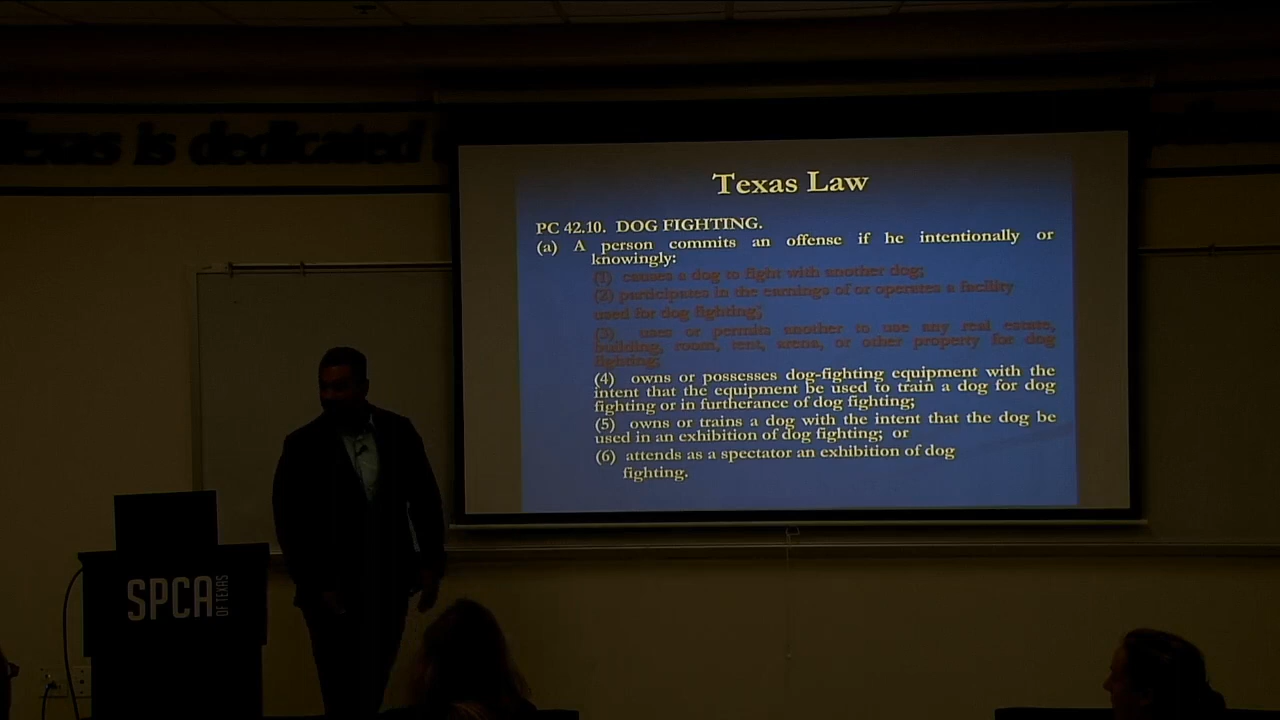 Texas is dedicated
Texas Law
PC 42.10. DOG FIGHTING.
(a) A person commits an offense if he intentionally or
knowingly:
(1) causes a dog to fight with another dog;
(2) participates in the earnings of or operates a facility
used for dog fighting;
(3) uses or permits another to use any real estate,
building, room, tent, arena, or other property for dog
fighting;
(4) owns or possesses dog-fighting equipment with the
intent that the equipment be used to train a dog for dog
fighting or in furtherance of dog fighting;
(5) owns or trains a dog with the intent that the dog be
used in an exhibition of dog fighting; or
(6) attends as a spectator an exhibition of dog
fighting.
SPCA
OF TEXAS